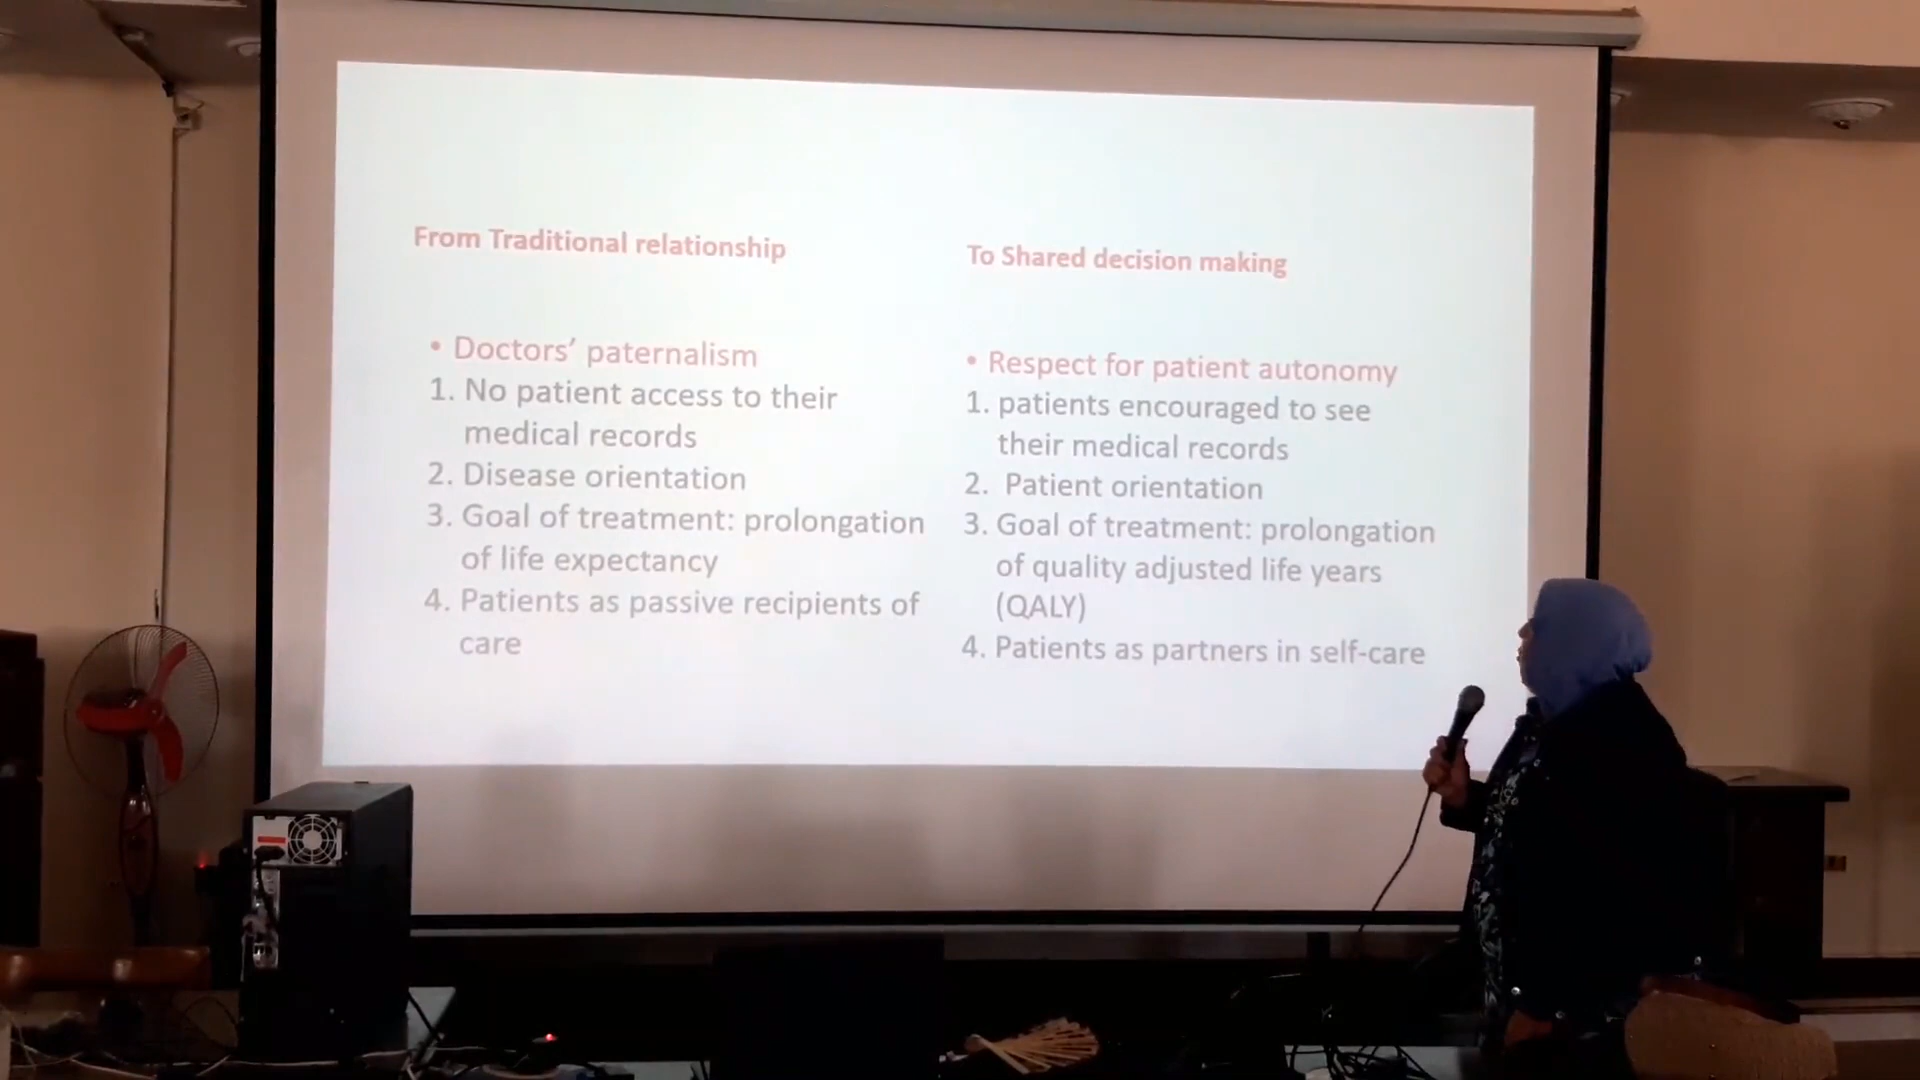 From Traditional relationship
• Doctors' paternalism
1. No patient access to their
medical records
2. Disease orientation
3. Goal of treatment: prolongation
of life expectancy
4. Patients as passive recipients of
care
To Shared decision making
• Respect for patient autonomy
1. patients encouraged to see
their medical records
2. Patient orientation
3. Goal of treatment: prolongation
of quality adjusted life years
(QALY)
4. Patients as partners in self-care